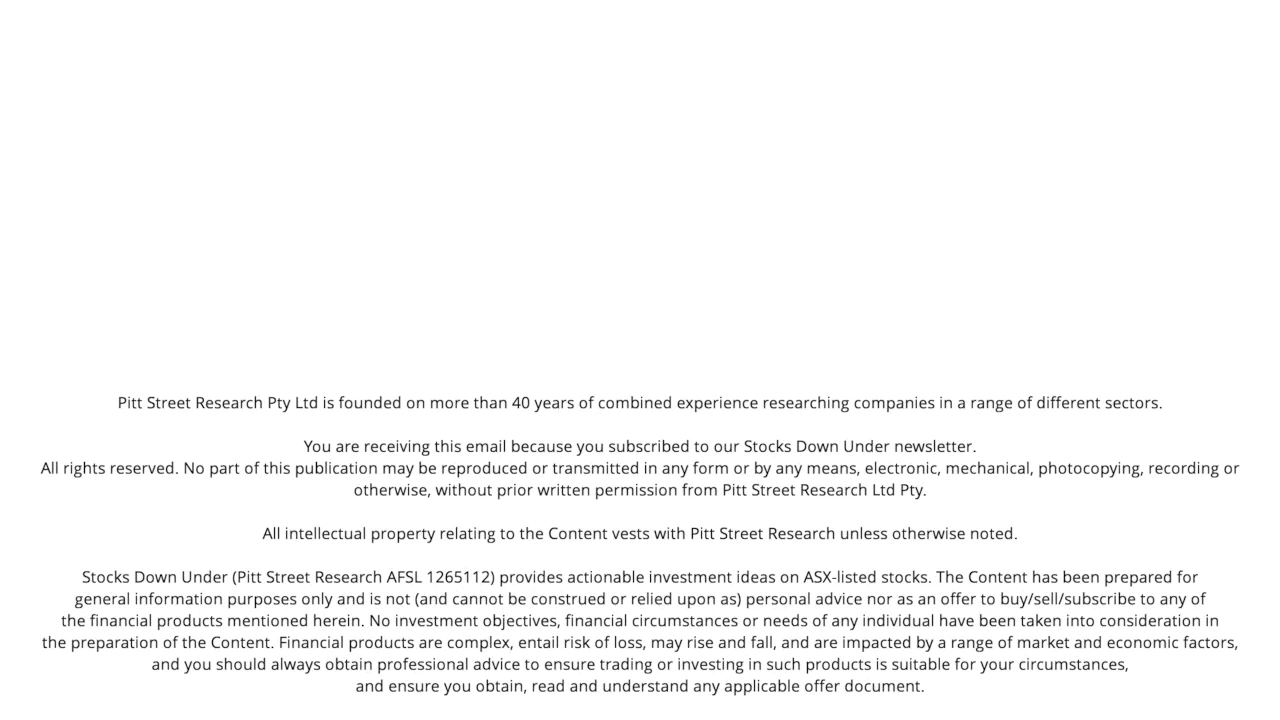 Pitt Street Research Pty Ltd is founded on more than 40 years of combined experience researching companies in a range of different sectors.
You are receiving this email because you subscribed to our Stocks Down Under newsletter.
All rights reserved. No part of this publication may be reproduced or transmitted in any form or by any means, electronic, mechanical, photocopying, recording or
otherwise, without prior written permission from Pitt Street Research Ltd Pty.
All intellectual property relating to the Content vests with Pitt Street Research unless otherwise noted.
Stocks Down Under (Pitt Street Research AFSL 1265112) provides actionable investment ideas on ASX-listed stocks. The Content has been prepared for
general information purposes only and is not (and cannot be construed or relied upon as) personal advice nor as an offer to buy/sell/subscribe to any of
the financial products mentioned herein. No investment objectives, financial circumstances or needs of any individual have been taken into consideration in
the preparation of the Content. Financial products are complex, entail risk of loss, may rise and fall, and are impacted by a range of market and economic factors,
and you should always obtain professional advice to ensure trading or investing in such products is suitable for your circumstances,
and ensure you obtain, read and understand any applicable offer document.